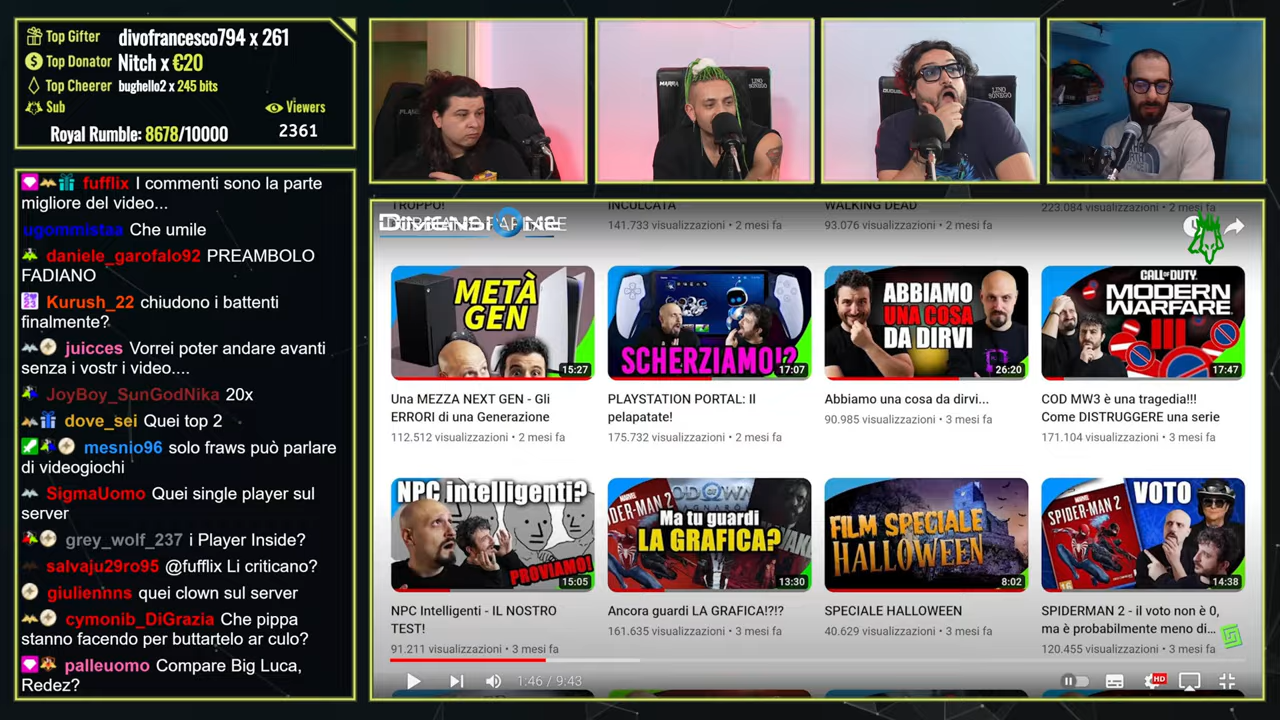 Top Gifter divofrancesco794 x 261
Top Donator Nitch x €20
Top Cheerer bughello2 x 245 bits
Sub Viewers
Royal Rumble: 8678/10000 2361
fufflix I commenti sono la parte
migliore del video...
ugommistaa Che umile
daniele_garofalo92 PREAMBOLO
FADIANO
Kurush_22 chiudono i battenti
finalmente?
juicces Vorrei poter andare avanti
senza i vostr i video....
JoyBoy_SunGodNika 20x
dove_sei Quei top 2
mesnio96 solo fraws può parlare
di videogiochi
SigmaUomo Quei single player sul
server
grey_wolf_237 i Player Inside?
salvaju29ro95 @fufflix Li criticano?
giuliennns quei clown sul server
cymonib_DiGrazia Che pippa
stanno facendo per buttartelo ar culo?
palleuomo Compare Big Luca,
Redez?
LINO SONEGO
LINO SONEGO
TROPPO!
INCULCATA
141.733 visualizzazioni • 2 mesi fa
WALKING DEAD
93.076 visualizzazioni • 2 mesi fa
223.084 visualizzazioni • 2 mesi fa
METÀ
GEN
15:27
Una MEZZA NEXT GEN - Gli
ERRORI di una Generazione
112.512 visualizzazioni • 2 mesi fa
SCHERZIAMO!?
17:07
PLAYSTATION PORTAL: Il
pelapatate!
175.732 visualizzazioni • 2 mesi fa
ABBIAMO
UNA COSA
DA DIRVI
26:20
Abbiamo una cosa da dirvi...
90.985 visualizzazioni • 3 mesi fa
CALL OF DUTY
MODERN
WARFARE
III
17:47
COD MW3 è una tragedia!!!
Come DISTRUGGERE una serie
171.104 visualizzazioni • 3 mesi fa
NPC intelligenti?
PROVIAMO!
15:05
NPC Intelligenti - IL NOSTRO
TEST!
91.211 visualizzazioni • 3 mesi fa
MARVEL
Ma tu guardi
LA GRAFICA?
13:30
Ancora guardi LA GRAFICA!?!?
161.635 visualizzazioni • 3 mesi fa
FILM SPECIALE
HALLOWEEN
8:02
SPECIALE HALLOWEEN
40.629 visualizzazioni • 3 mesi fa
MARVEL
SPIDER-MAN 2
VOTO
14:38
SPIDERMAN 2 - il voto non è 0,
ma è probabilmente meno di...
120.455 visualizzazioni • 3 mesi fa
1:46 / 9:43
HD